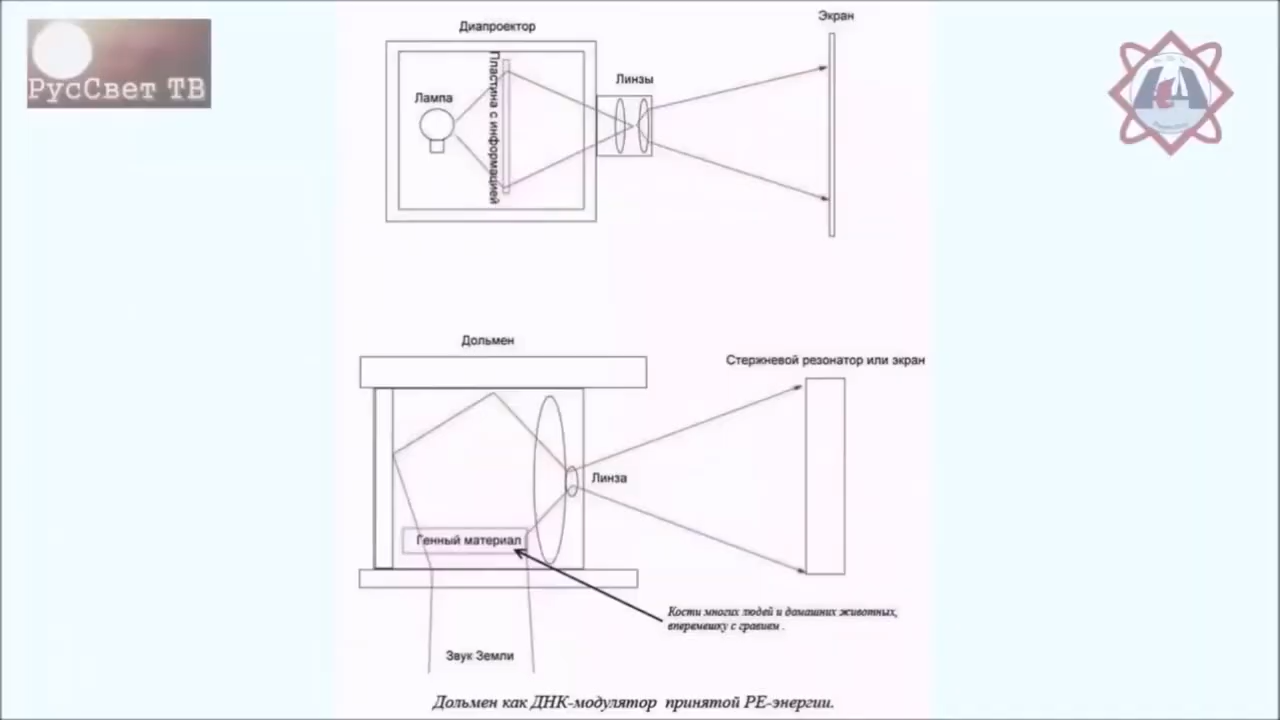 РусСвет ТВ
Диапроектор
Экран
Линзы
Лампа
Пластина с информацией
Дольмен
Стержневой резонатор или экран
Линза
Генный материал
Кости многих людей и дамашних животных,
вперемешку с гравием .
Звук Земли
Дольмен как ДНК-модулятор принятой РЕ-энергии.